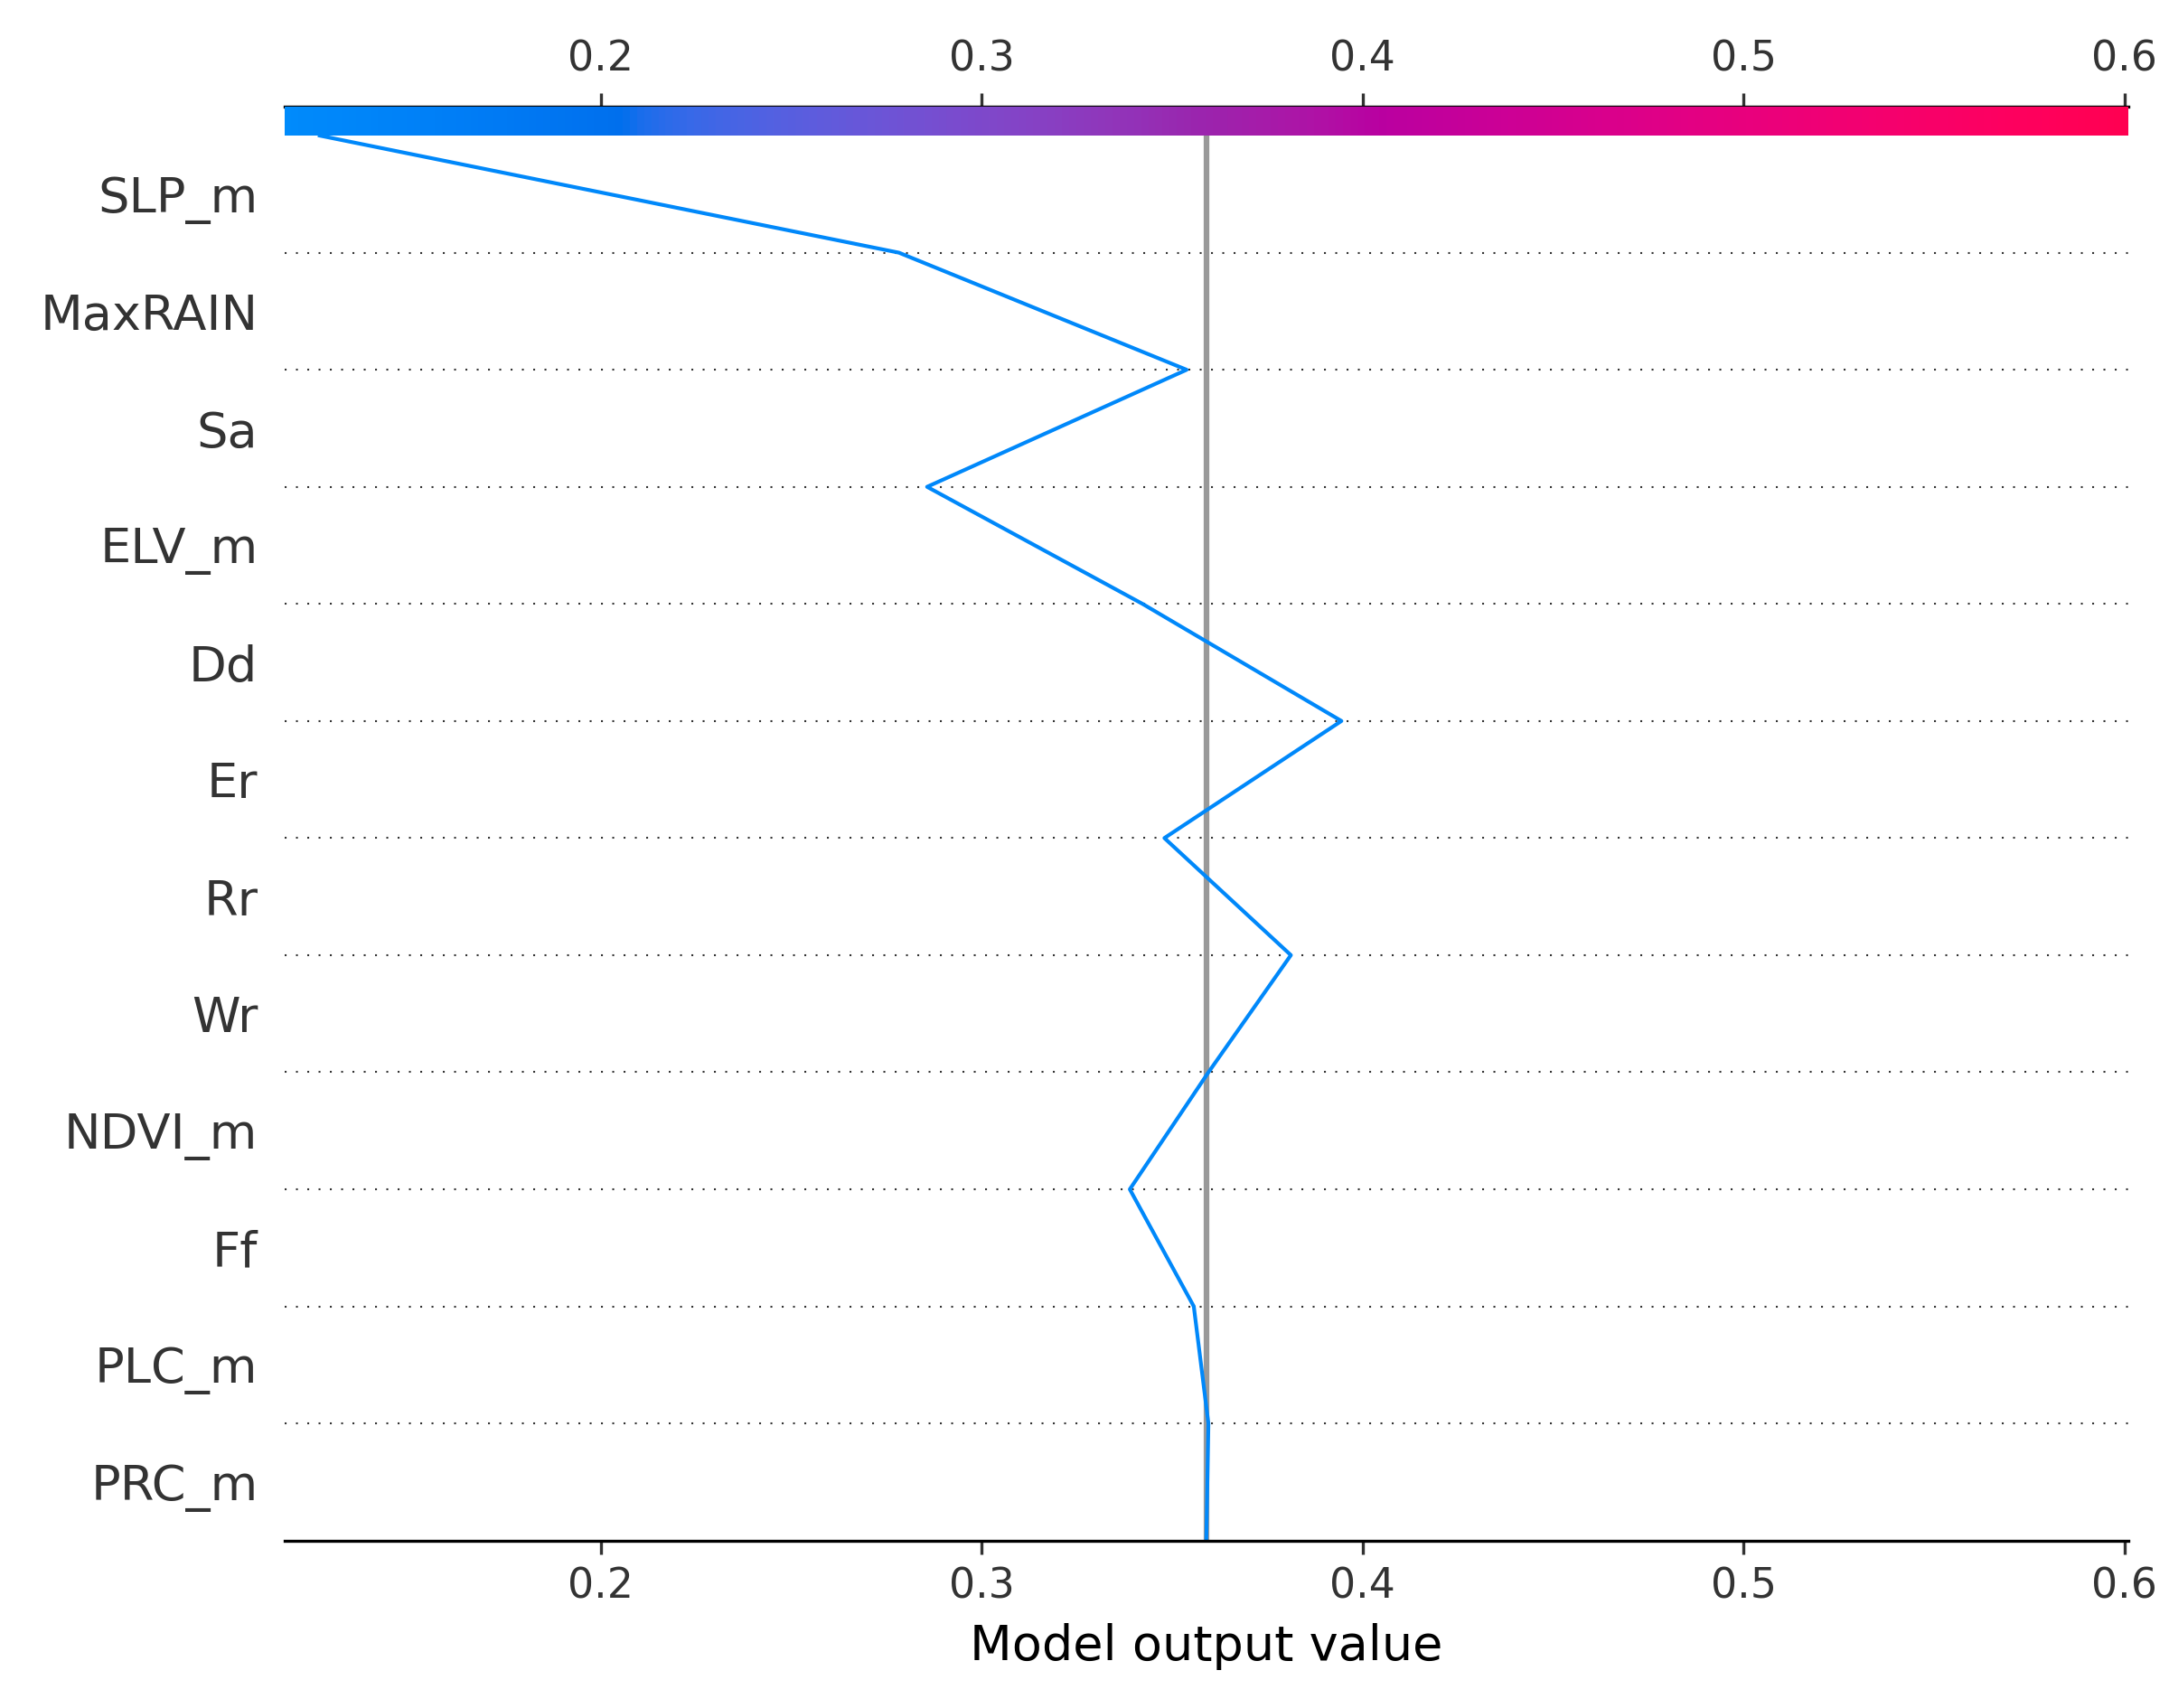 0.2 0.3 0.4 0.5 0.6
SLP_m
MaxRAIN
Sa
ELV_m
Dd
Er
Rr
Wr
NDVI_m
Ff
PLC_m
PRC_m
0.2 0.3 0.4 0.5 0.6
Model output value